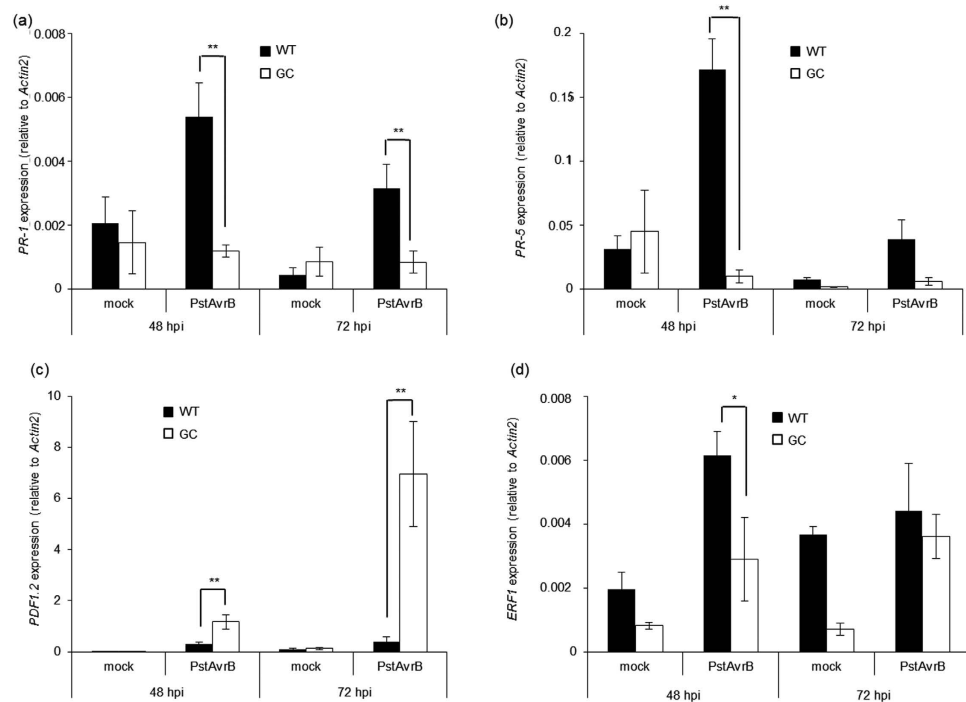 (a)
PR-1_expression_(relative to Actin2)
0.008
0.006
0.004
0.002
0
**
**
WT
GC
mock
PstAvrB
mock
PstAvrB
48 hpi
72 hpi
(b)
PR-5 expression (relative to Actin2)
0.2
0.15
0.1
0.05
0
**
WT
GC
mock
PstAvrB
mock
PstAvrB
48 hpi
72 hpi
(c)
PDF1.2 expression (relative to Actin2)
10
8
6
4
2
0
WT
GC
**
**
mock
PstAvrB
mock
PstAvrB
48 hpi
72 hpi
(d)
ERF1 expression (relative to Actin2)
0.008
0.006
0.004
0.002
0
*
WT
GC
mock
PstAvrB
mock
PstAvrB
48 hpi
72 hpi